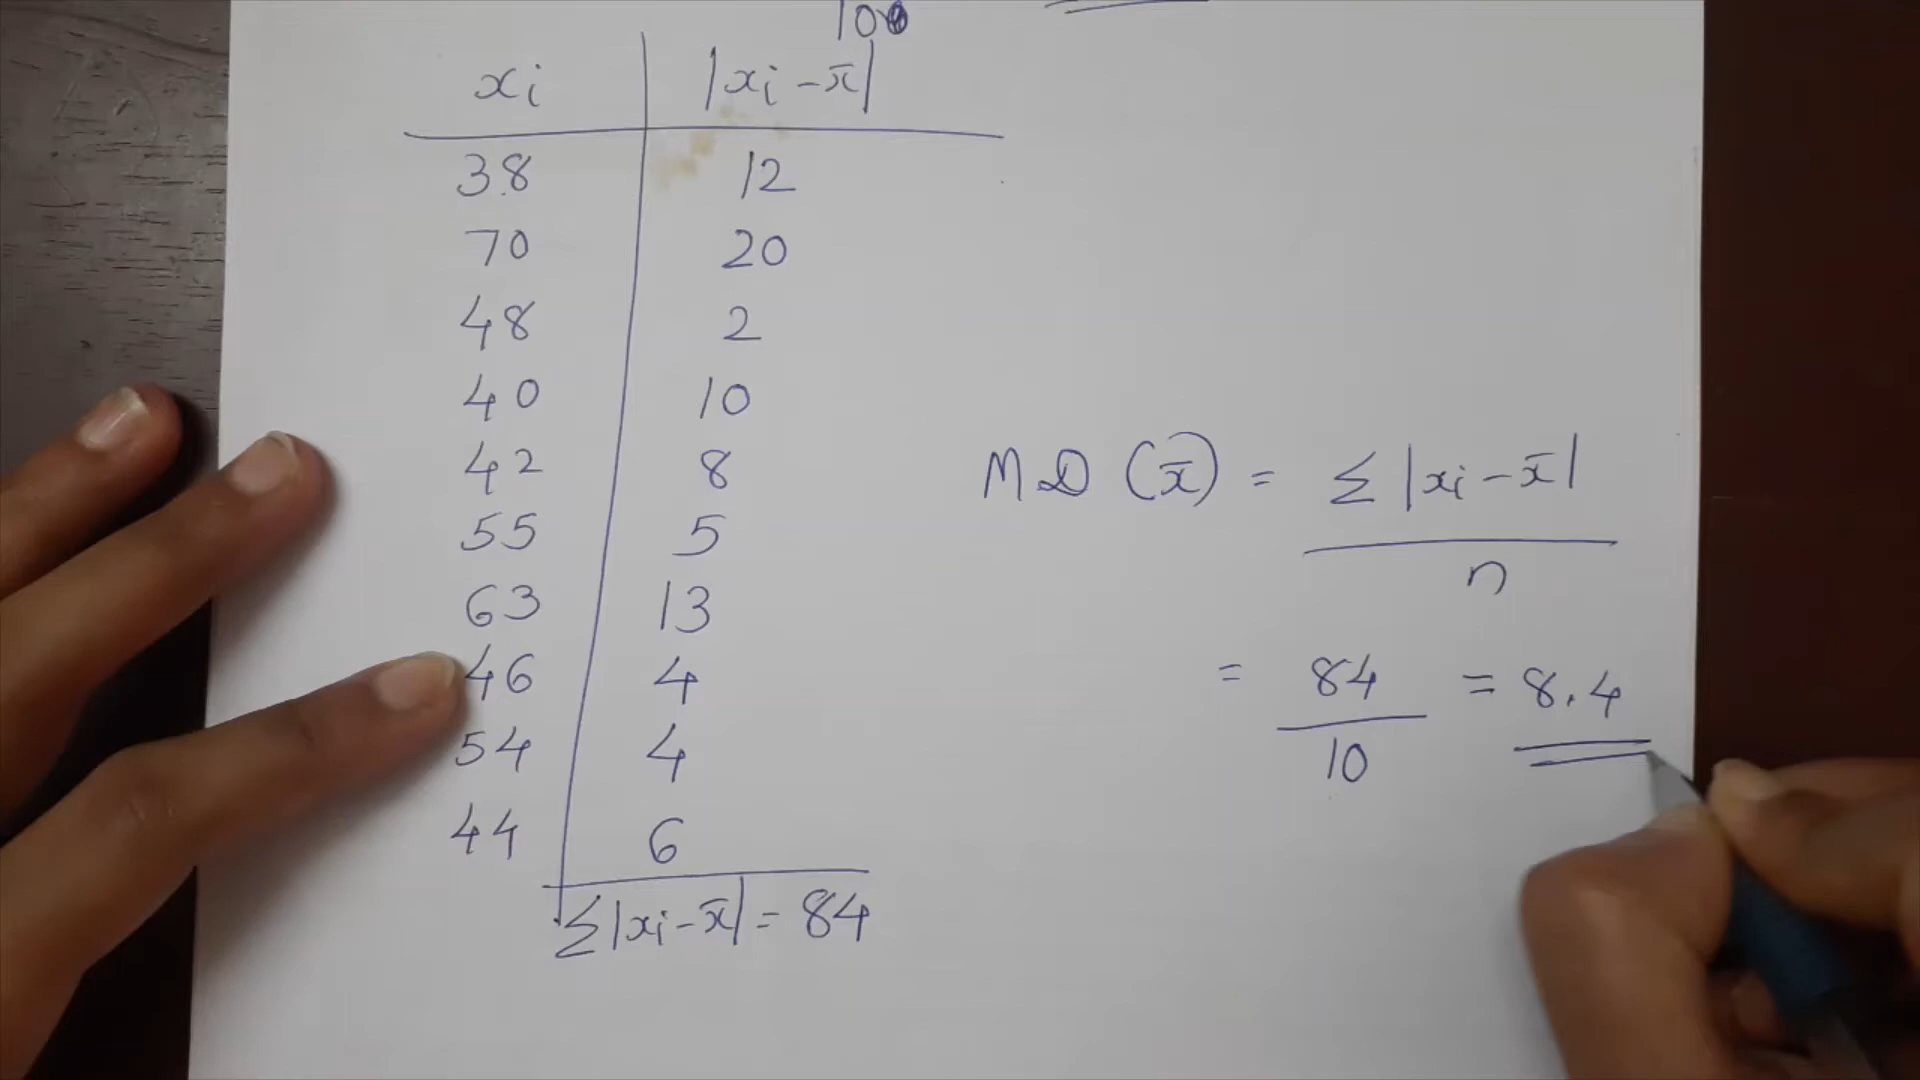 100
xi |xi - x̄|
38 12
70 20
48 2
40 10
42 8
55 5
63 13
46 4
54 4
44 6
Σ|xi - x̄| = 84
MD (x̄) = Σ |xi - x̄|
n
= 84 = 8.4
10